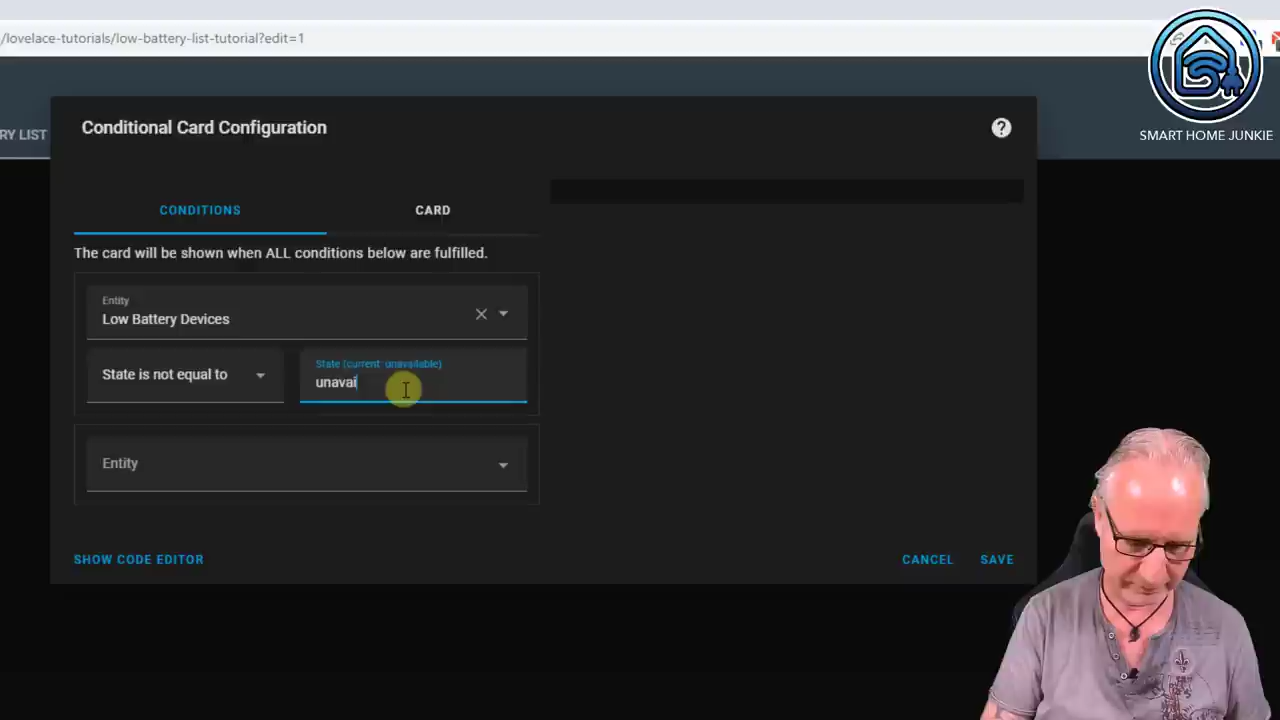 /lovelace-tutorials/low-battery-list-tutorial?edit=1
SMART HOME JUNKIE
RY LIST
Conditional Card Configuration
?
CONDITIONS
CARD
The card will be shown when ALL conditions below are fulfilled.
Entity
Low Battery Devices
State is not equal to
State (current: unavailable)
unavai
Entity
SHOW CODE EDITOR
CANCEL
SAVE